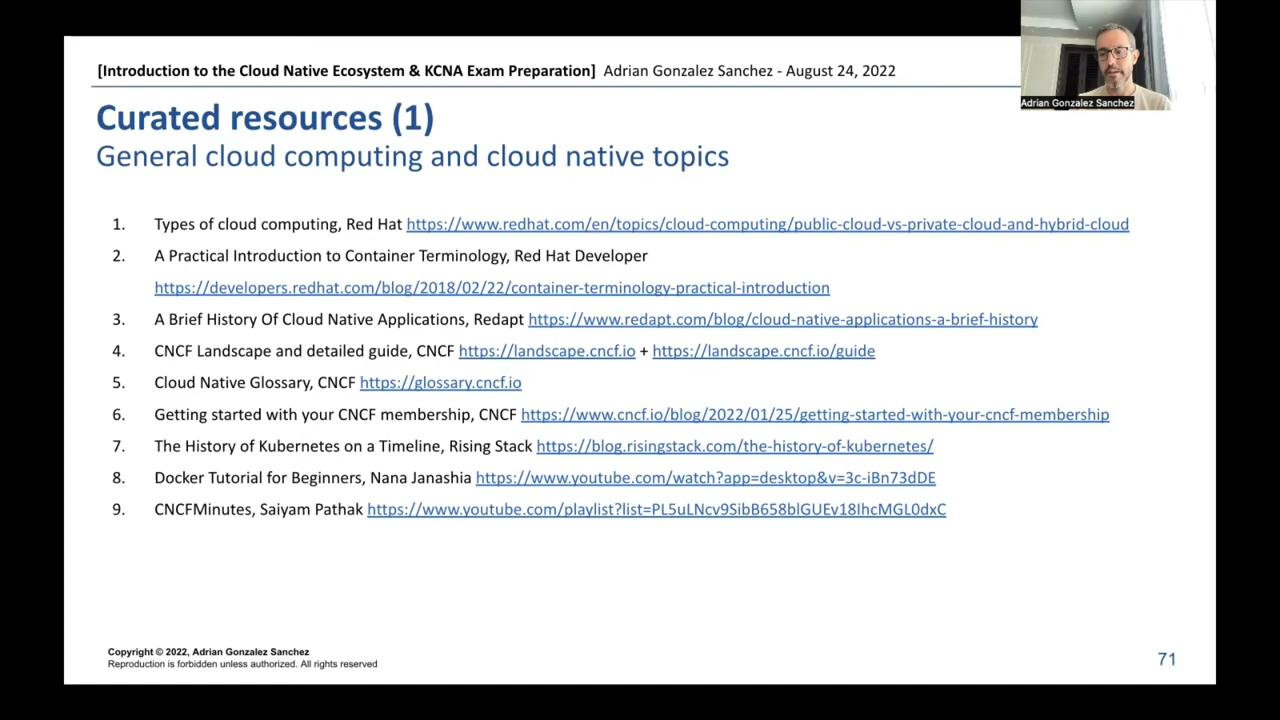 [Introduction to the Cloud Native Ecosystem & KCNA Exam Preparation] Adrian Gonzalez Sanchez - August 24, 2022
Adrian Gonzalez Sanchez
Curated resources (1)
General cloud computing and cloud native topics
1. Types of cloud computing, Red Hat https://www.redhat.com/en/topics/cloud-computing/public-cloud-vs-private-cloud-and-hybrid-cloud
2. A Practical Introduction to Container Terminology, Red Hat Developer
https://developers.redhat.com/blog/2018/02/22/container-terminology-practical-introduction
3. A Brief History Of Cloud Native Applications, Redapt https://www.redapt.com/blog/cloud-native-applications-a-brief-history
4. CNCF Landscape and detailed guide, CNCF https://landscape.cncf.io + https://landscape.cncf.io/guide
5. Cloud Native Glossary, CNCF https://glossary.cncf.io
6. Getting started with your CNCF membership, CNCF https://www.cncf.io/blog/2022/01/25/getting-started-with-your-cncf-membership
7. The History of Kubernetes on a Timeline, Rising Stack https://blog.risingstack.com/the-history-of-kubernetes/
8. Docker Tutorial for Beginners, Nana Janashia https://www.youtube.com/watch?app=desktop&v=3c-iBn73dDE
9. CNCFMinutes, Saiyam Pathak https://www.youtube.com/playlist?list=PL5uLNcv9SibB658blGUEv18IhcMGL0dxC
Copyright © 2022, Adrian Gonzalez Sanchez
Reproduction is forbidden unless authorized. All rights reserved
71